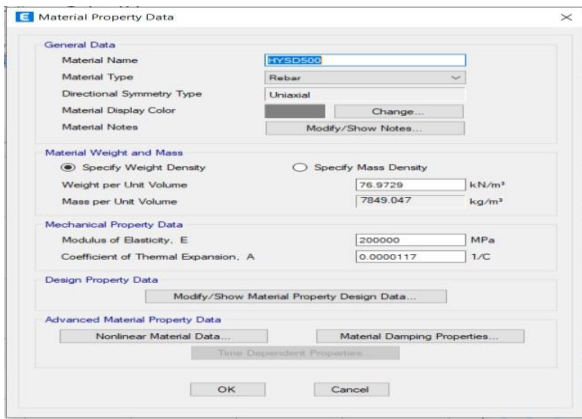 E Material Property Data
General Data
Material Name HYSD500
Material Type Rebar
Directional Symmetry Type Uniaxial
Material Display Color Change...
Material Notes Modify/Show Notes...
Material Weight and Mass
Specify Weight Density Specify Mass Density
Weight per Unit Volume 76.9729 kN/m³
Mass per Unit Volume 7849.047 kg/m³
Mechanical Property Data
Modulus of Elasticity, E 200000 MPa
Coefficient of Thermal Expansion, A 0.0000117 1/C
Design Property Data
Modify/Show Material Property Design Data...
Advanced Material Property Data
Nonlinear Material Data... Material Damping Properties...
Time Dependent Properties...
OK Cancel